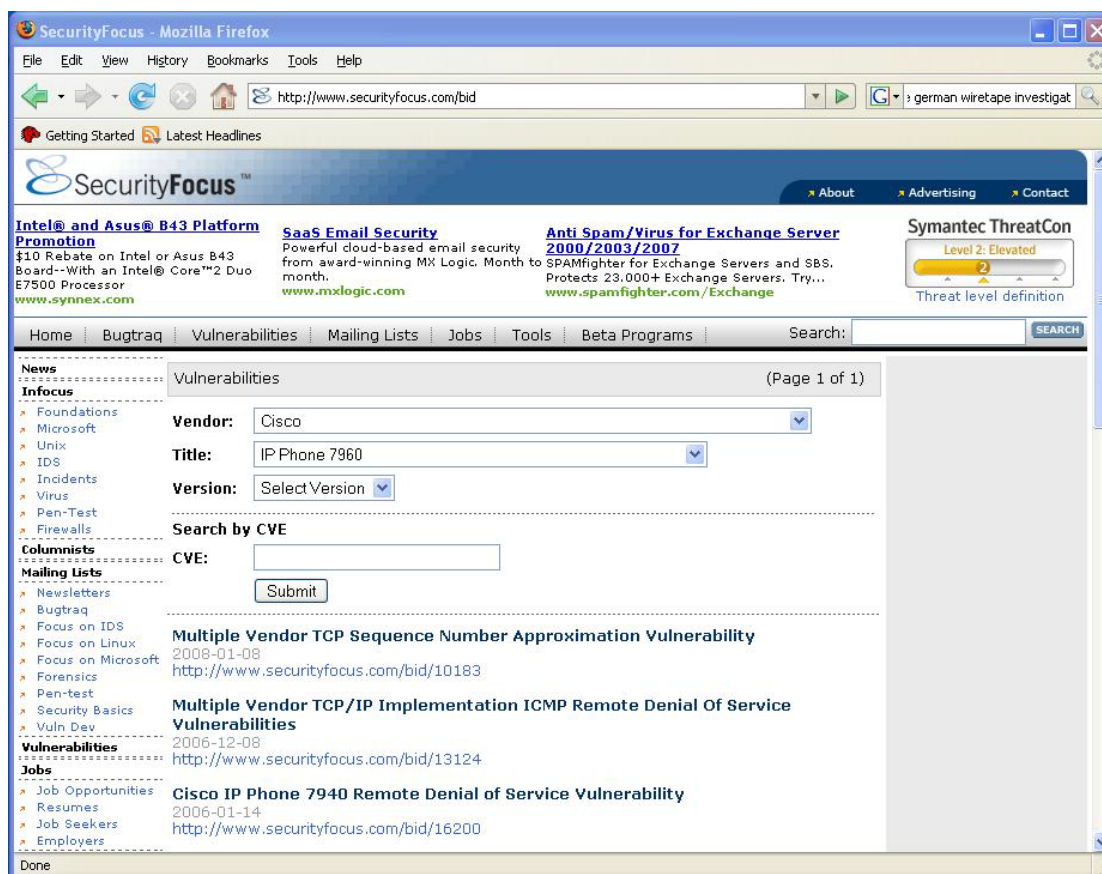 SecurityFocus - Mozilla Firefox
File Edit View History Bookmarks Tools Help
http://www.securityfocus.com/bid
G german wiretape investigat
Getting Started Latest Headlines
SecurityFocus™
About Advertising Contact
Intel® and Asus® B43 Platform Promotion
$10 Rebate on Intel or Asus B43
Board--With an Intel® Core™2 Duo
E7500 Processor
www.synnex.com
SaaS Email Security
Powerful cloud-based email security
from award-winning MX Logic. Month to
month.
www.mxlogic.com
Anti Spam/Virus for Exchange Server
2000/2003/2007
SPAMfighter for Exchange Servers and SBS.
Protects 23.000+ Exchange Servers. Try...
www.spamfighter.com/Exchange
Symantec ThreatCon
Level 2: Elevated
2
Threat level definition
Home Bugtraq Vulnerabilities Mailing Lists Jobs Tools Beta Programs Search: SEARCH
News
Infocus
Foundations
Microsoft
Unix
IDS
Incidents
Virus
Pen-Test
Firewalls
Columnists
Mailing Lists
Newsletters
Bugtraq
Focus on IDS
Focus on Linux
Focus on Microsoft
Forensics
Pen-test
Security Basics
Vuln Dev
Vulnerabilities
Jobs
Job Opportunities
Resumes
Job Seekers
Employers
Vulnerabilities (Page 1 of 1)
Vendor: Cisco
Title: IP Phone 7960
Version: Select Version
Search by CVE
CVE:
Submit
Multiple Vendor TCP Sequence Number Approximation Vulnerability
2008-01-08
http://www.securityfocus.com/bid/10183
Multiple Vendor TCP/IP Implementation ICMP Remote Denial Of Service
Vulnerabilities
2006-12-08
http://www.securityfocus.com/bid/13124
Cisco IP Phone 7940 Remote Denial of Service Vulnerability
2006-01-14
http://www.securityfocus.com/bid/16200
Done